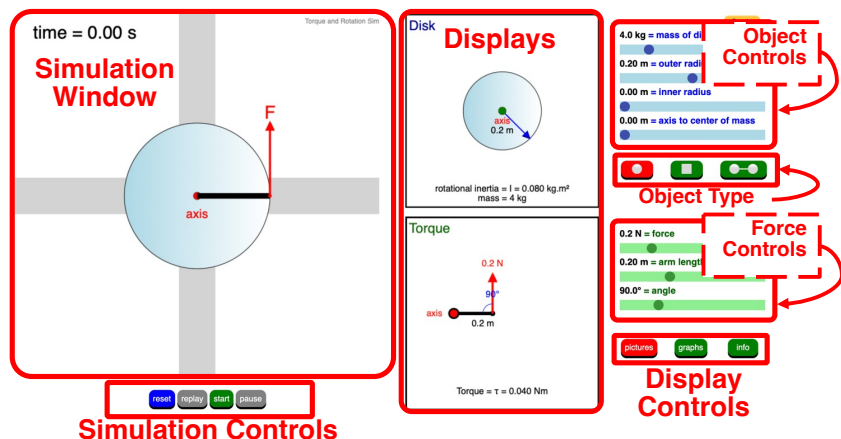 time = 0.00 s
Torque and Rotation Sim
Simulation
Window
F
axis
reset replay start pause
Simulation Controls
Disk
Displays
axis
0.2 m
rotational inertia = I = 0.080 kg.m²
mass = 4 kg
Torque
0.2 N
90°
axis
0.2 m
Torque = τ = 0.040 Nm
4.0 kg = mass of di
0.20 m = outer radi
0.00 m = inner radius
0.00 m = axis to center of mass
Object
Controls
Object Type
0.2 N = force
0.20 m = arm length
90.0° = angle
Force
Controls
pictures graphs info
Display
Controls